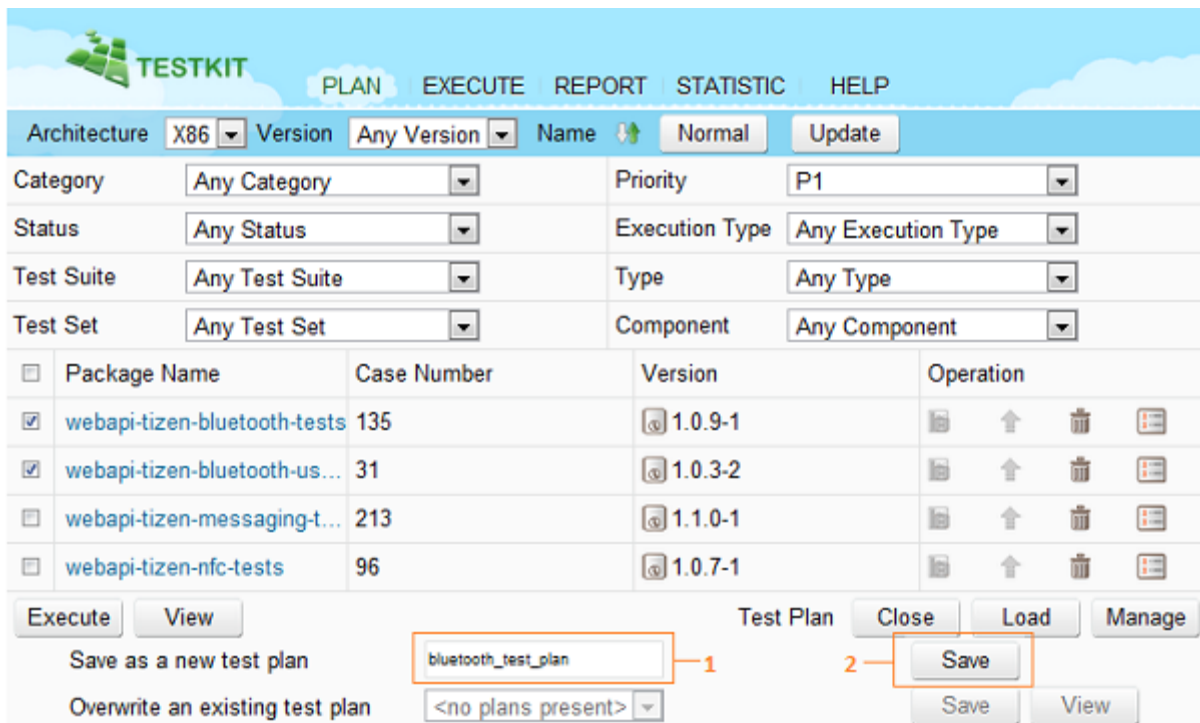 TESTKIT
PLAN EXECUTE REPORT STATISTIC HELP
Architecture X86 Version Any Version Name Normal Update
Category Any Category Priority P1
Status Any Status Execution Type Any Execution Type
Test Suite Any Test Suite Type Any Type
Test Set Any Test Set Component Any Component
Package Name Case Number Version Operation
webapi-tizen-bluetooth-tests 135 1.0.9-1
webapi-tizen-bluetooth-us... 31 1.0.3-2
webapi-tizen-messaging-t... 213 1.1.0-1
webapi-tizen-nfc-tests 96 1.0.7-1
Execute View Test Plan Close Load Manage
Save as a new test plan bluetooth_test_plan 1 2 Save
Overwrite an existing test plan <no plans present> Save View